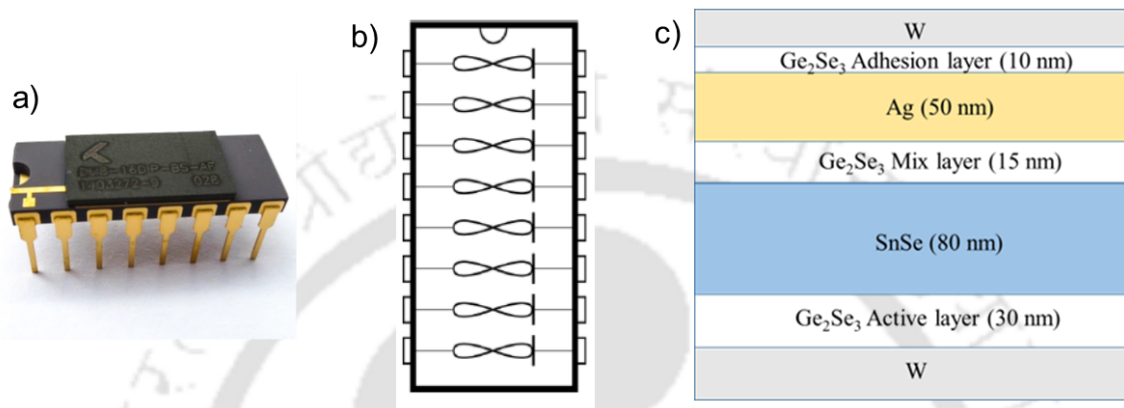 a)
b)
c)
W
Ge₂Se₃ Adhesion layer (10 nm)
Ag (50 nm)
Ge₂Se₃ Mix layer (15 nm)
SnSe (80 nm)
Ge₂Se₃ Active layer (30 nm)
W